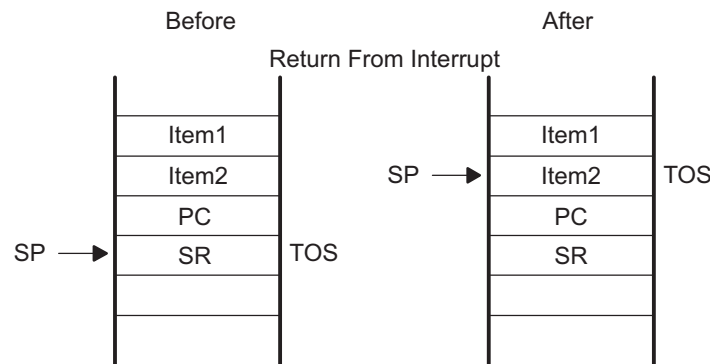 Before After
Return From Interrupt
Item1 Item1
Item2 SP Item2 TOS
PC PC
SP SR TOS SR